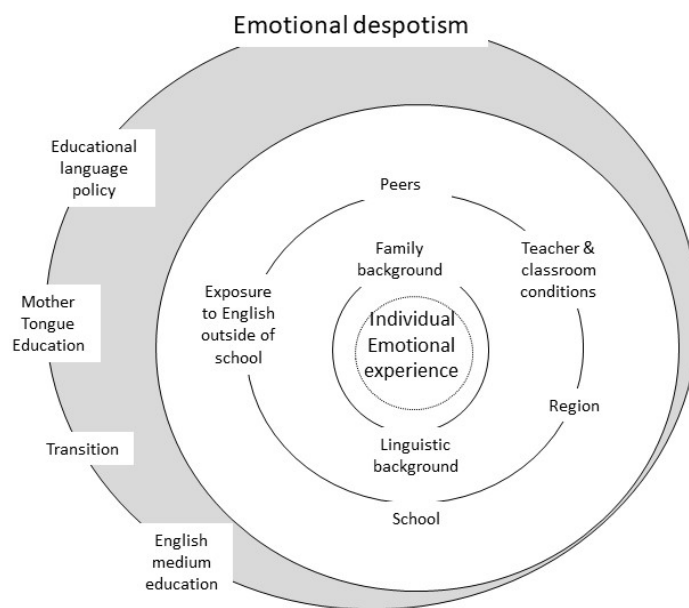 Emotional despotism
Educational
language
policy
Peers
Family
background
Teacher &
classroom
conditions
Exposure
to English
outside of
school
Mother
Tongue
Education
Individual
Emotional
experience
Region
Transition
Linguistic
background
School
English
medium
education